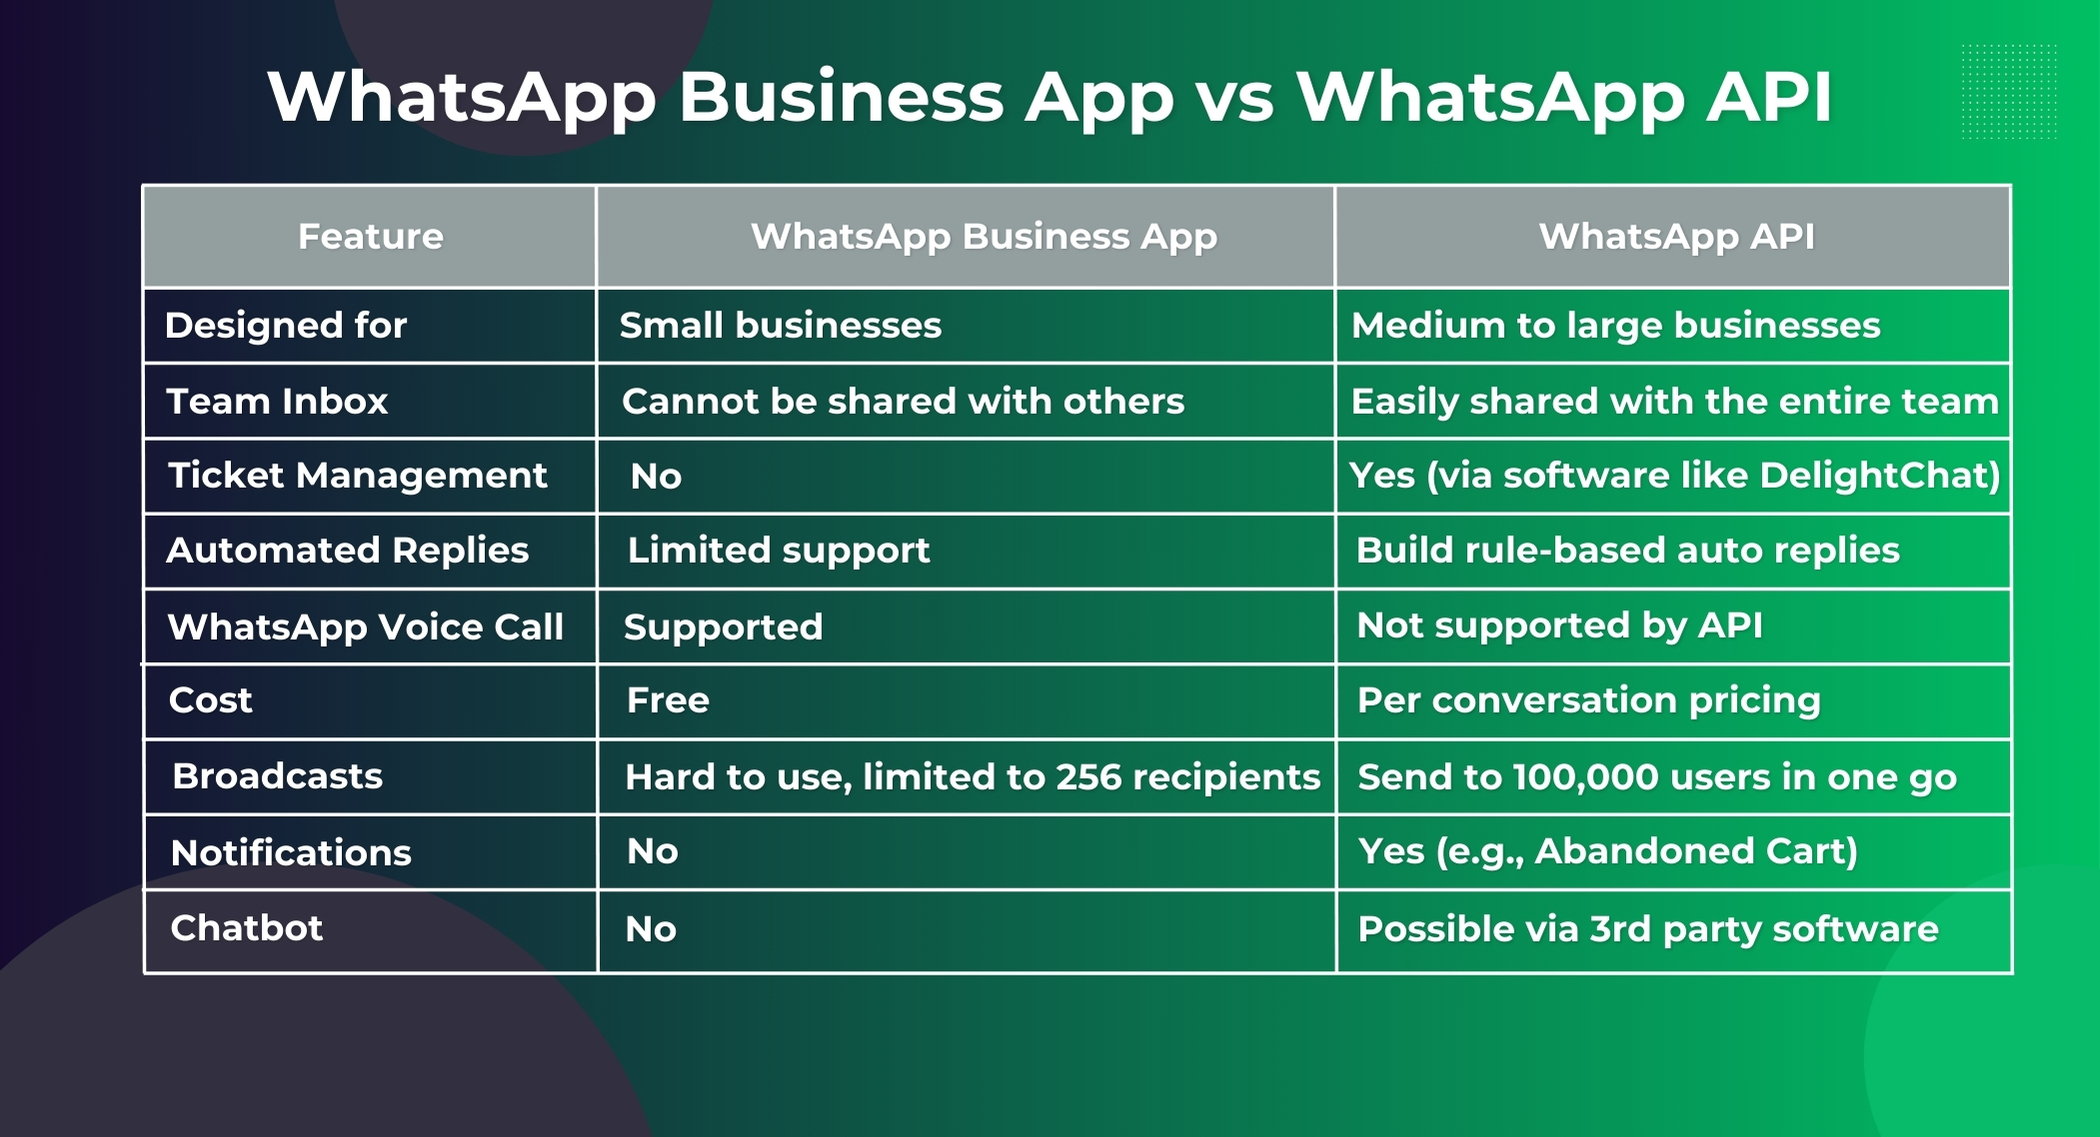 WhatsApp Business App vs WhatsApp API
Feature WhatsApp Business App WhatsApp API
Designed for Small businesses Medium to large businesses
Team Inbox Cannot be shared with others Easily shared with the entire team
Ticket Management No Yes (via software like DelightChat)
Automated Replies Limited support Build rule-based auto replies
WhatsApp Voice Call Supported Not supported by API
Cost Free Per conversation pricing
Broadcasts Hard to use, limited to 256 recipients Send to 100,000 users in one go
Notifications No Yes (e.g., Abandoned Cart)
Chatbot No Possible via 3rd party software